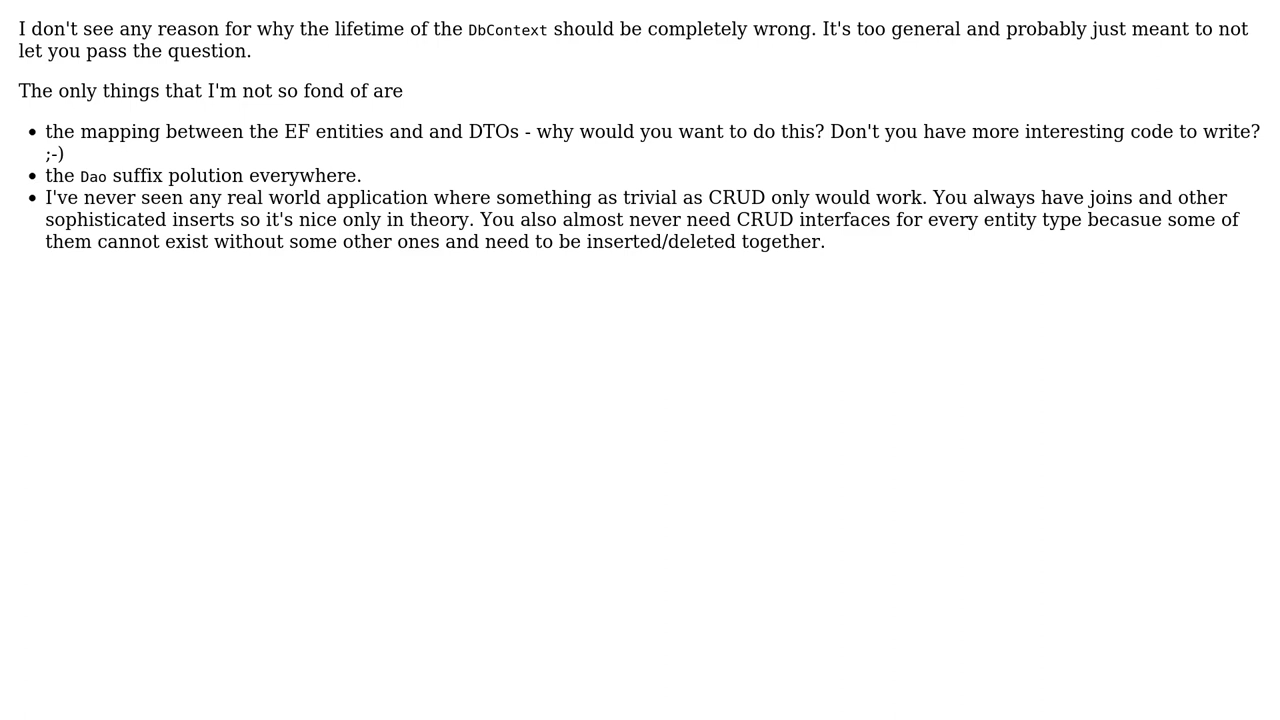 I don't see any reason for why the lifetime of the DbContext should be completely wrong. It's too general and probably just meant to not
let you pass the question.
The only things that I'm not so fond of are
• the mapping between the EF entities and and DTOs - why would you want to do this? Don't you have more interesting code to write?
;-)
• the Dao suffix polution everywhere.
• I've never seen any real world application where something as trivial as CRUD only would work. You always have joins and other
sophisticated inserts so it's nice only in theory. You also almost never need CRUD interfaces for every entity type becasue some of
them cannot exist without some other ones and need to be inserted/deleted together.